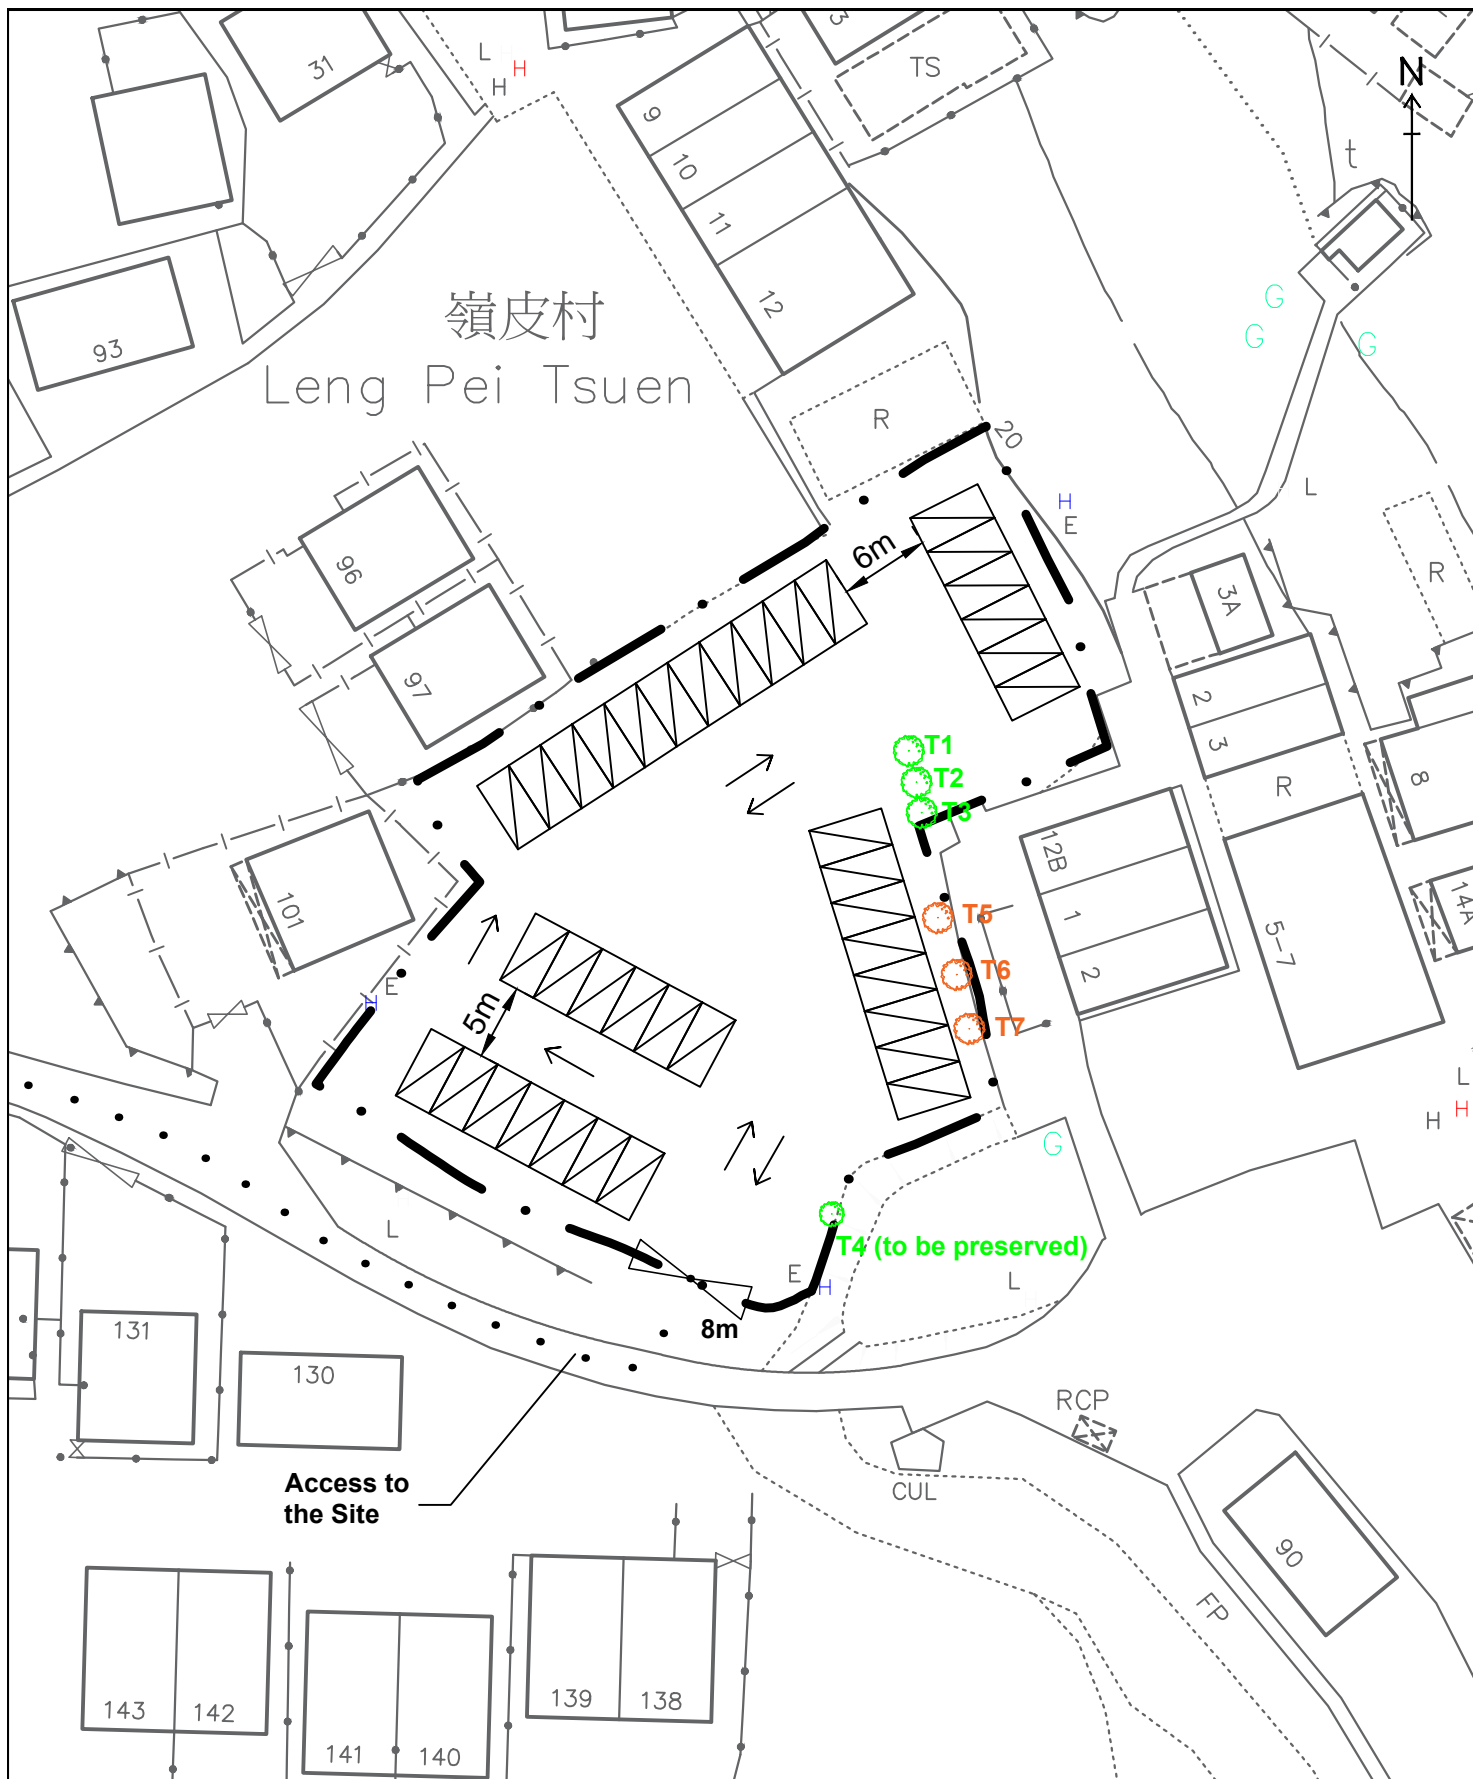 31
L
H
H
3
TS
N
9
10
11
12
t
93
嶺皮村
Leng Pei Tsuen
G
G
G
R
20
H
E
L
96
6m
R
3A
97
2
3
T1
T2
T3
R
8
12B
1
2
101
T5
T6
T7
5-7
14A
E
H
5m
L
H
H
G
L
T4 (to be preserved)
E
H
L
8m
131
130
RCP
CUL
Access to
the Site
90
FP
143
142
139
138
141
140